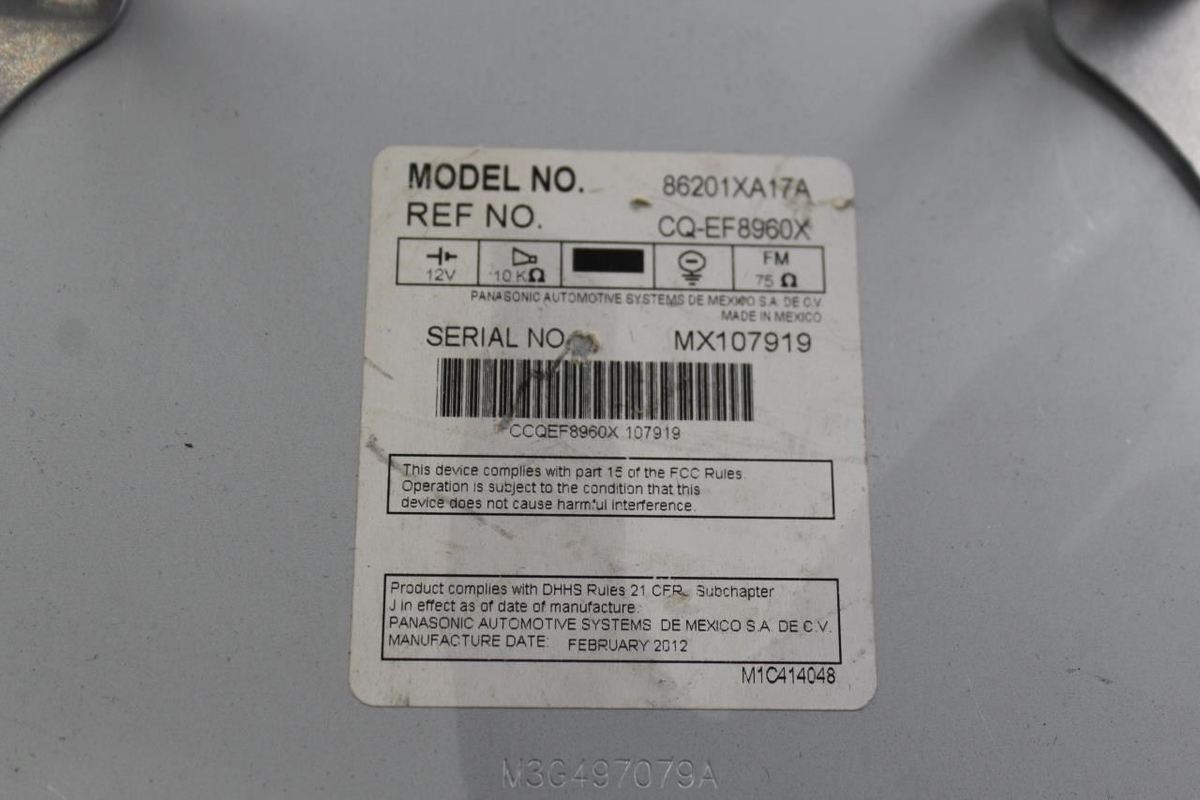 MODEL NO. 86201XA17A
REF NO. CQ-EF8960X
12V 10 KΩ FM 75 Ω
PANASONIC AUTOMOTIVE SYSTEMS DE MEXICO S.A. DE C.V.
MADE IN MEXICO
SERIAL NO. MX107919
CCQEF8960X 107919
This device complies with part 15 of the FCC Rules.
Operation is subject to the condition that this
device does not cause harmful interference.
Product complies with DHHS Rules 21 CFR, Subchapter
J in effect as of date of manufacture.
PANASONIC AUTOMOTIVE SYSTEMS DE MEXICO S.A. DE C.V.
MANUFACTURE DATE: FEBRUARY 2012
M1C414048
M3G497079A